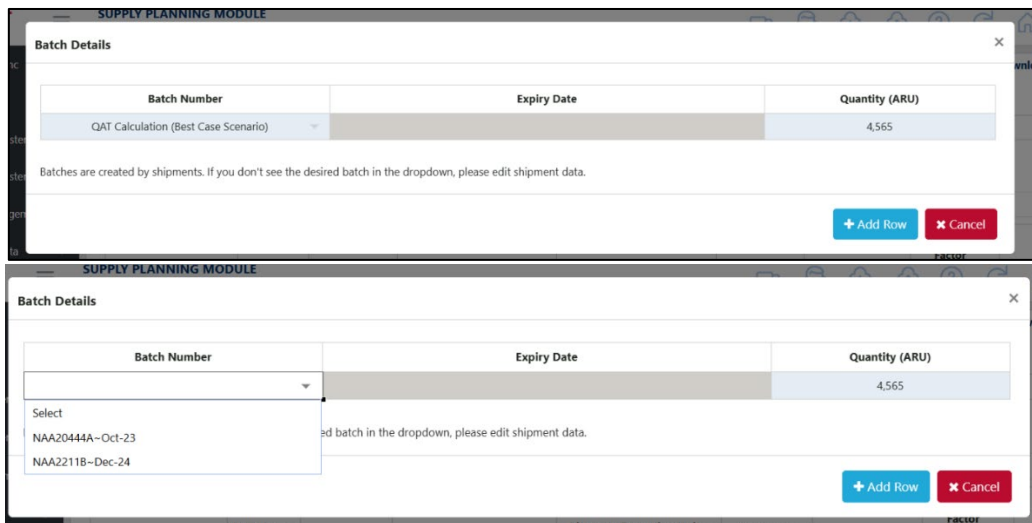 SUPPLY PLANNING MODULE
Batch Details ×
Batch Number Expiry Date Quantity (ARU)
QAT Calculation (Best Case Scenario) 4,565
Batches are created by shipments. If you don't see the desired batch in the dropdown, please edit shipment data.
+ Add Row × Cancel
Factor
SUPPLY PLANNING MODULE
Batch Details ×
Batch Number Expiry Date Quantity (ARU)
4,565
Select
NAA20444A~Oct-23 ed batch in the dropdown, please edit shipment data.
NAA2211B~Dec-24
+ Add Row × Cancel
Factor